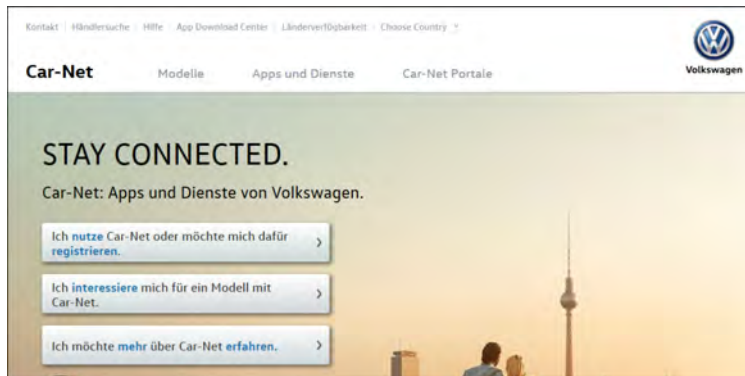 Kontakt | Händlersuche | Hilfe | App Download Center | Länderverfügbarkeit | Choose Country
Volkswagen
Car-Net Modelle Apps und Dienste Car-Net Portale
STAY CONNECTED.
Car-Net: Apps und Dienste von Volkswagen.
Ich nutze Car-Net oder möchte mich dafür
registrieren.
Ich interessiere mich für ein Modell mit
Car-Net.
Ich möchte mehr über Car-Net erfahren.